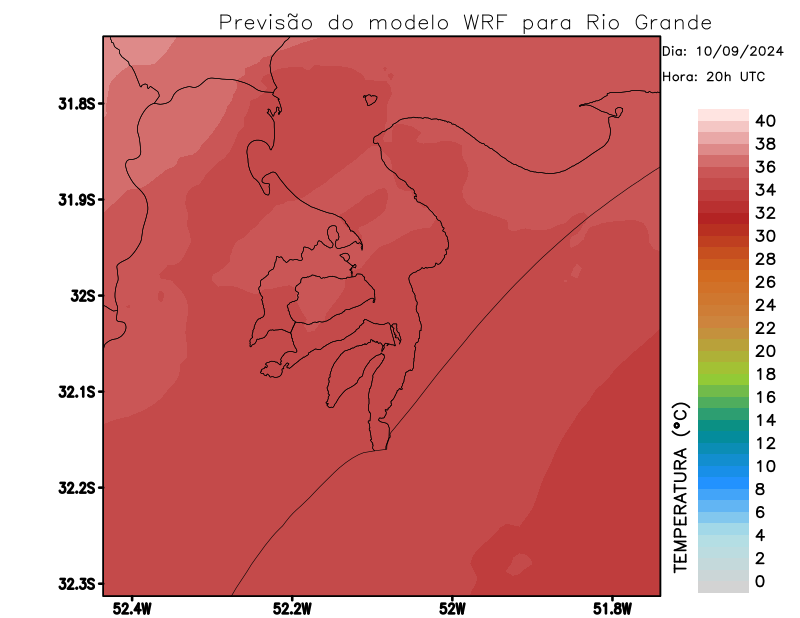 Previsão do modelo WRF para Rio Grande
Dia: 10/09/2024
Hora: 20h UTC
31.8S
31.9S
32S
32.1S
32.2S
32.3S
52.4W
52.2W
52W
51.8W
TEMPERATURA (°C)
40
38
36
34
32
30
28
26
24
22
20
18
16
14
12
10
8
6
4
2
0